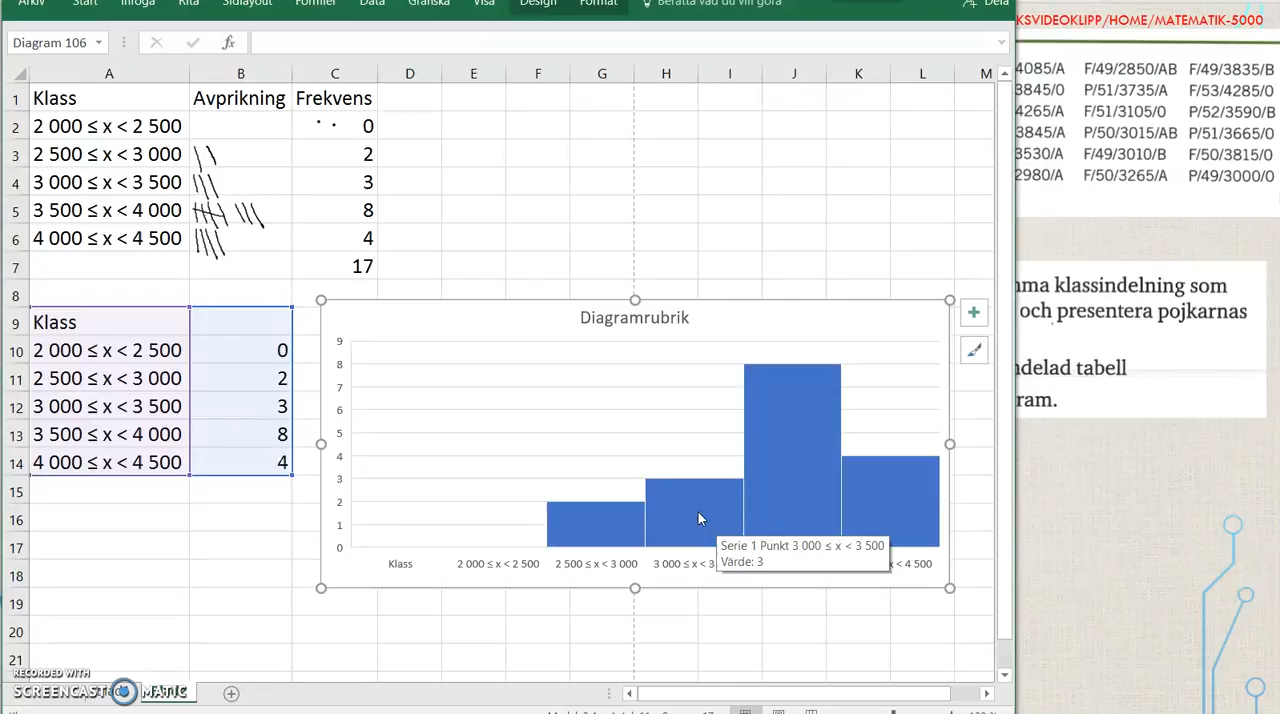 Arkiv Start Infoga Rita Sidlayout Formler Data Granska Visa Design Format Berätta vad du vill göra Dela
Diagram 106 fx
A B C D E F G H I J K L M
1 Klass Avprikning Frekvens
2 2 000 ≤ x < 2 500 0
3 2 500 ≤ x < 3 000 2
4 3 000 ≤ x < 3 500 3
5 3 500 ≤ x < 4 000 8
6 4 000 ≤ x < 4 500 4
7 17
8
9 Klass
10 2 000 ≤ x < 2 500 0
11 2 500 ≤ x < 3 000 2
12 3 000 ≤ x < 3 500 3
13 3 500 ≤ x < 4 000 8
14 4 000 ≤ x < 4 500 4
15
16
17
18
19
20
21
Diagramrubrik
9
8
7
6
5
4
3
2
1
0
Klass 2 000 ≤ x < 2 500 2 500 ≤ x < 3 000 3 000 ≤ x < 3 x < 4 500
Serie 1 Punkt 3 000 ≤ x < 3 500
Värde: 3
RECORDED WITH
SCREENCAST MATIC
KSVIDEOKLIPP/HOME/MATEMATIK-5000
4085/A F/49/2850/AB F/49/3835/B
3845/0 P/51/3735/A F/53/4285/0
4265/A F/51/3105/0 P/52/3590/B
3845/A P/50/3015/AB P/51/3665/0
3530/A F/49/3010/B F/50/3815/0
2980/A F/50/3265/A P/49/3000/0
ma klassindelning som
och presentera pojkarnas
ndelad tabell
ram.